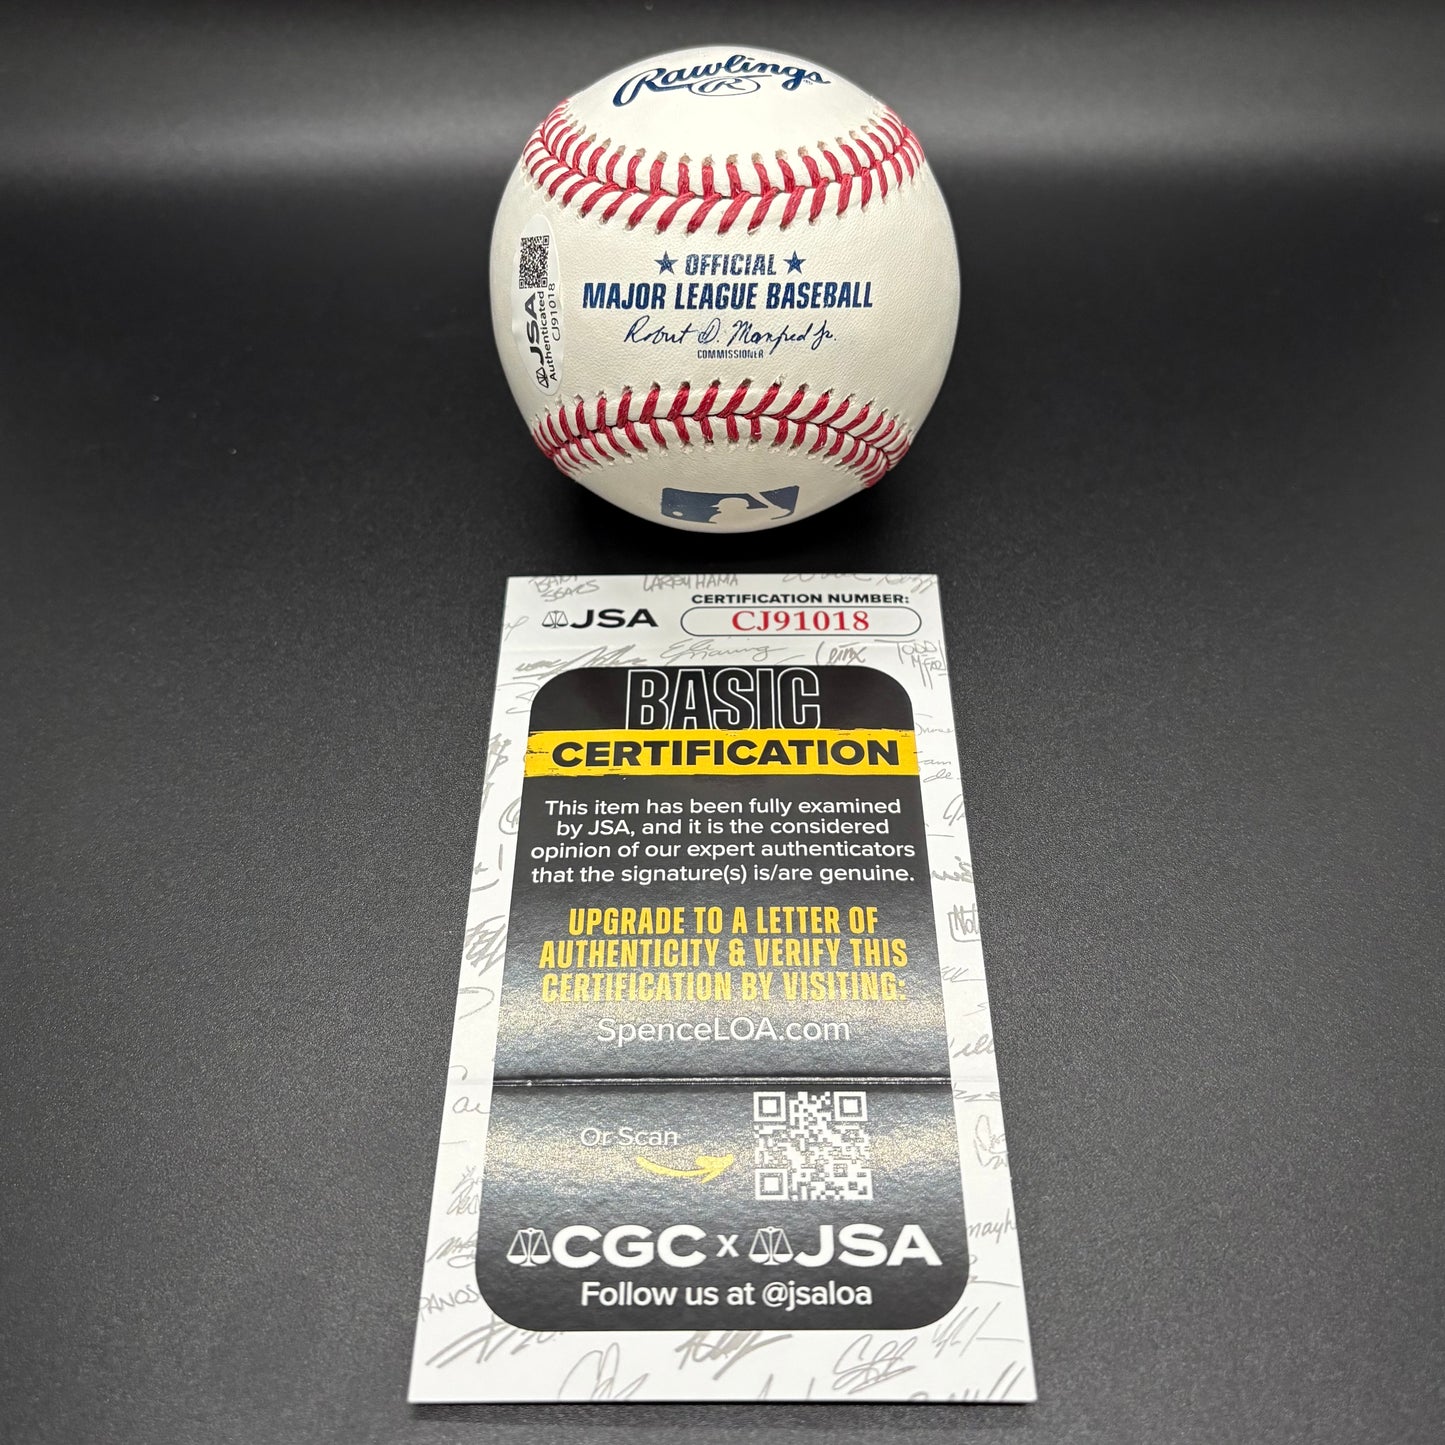 Rawlings
R
OFFICIAL
MAJOR LEAGUE BASEBALL
Robert D. Manfred Jr.
COMMISSIONER
JSA
Authenticated
CJ91018
LARRY HAMA
JSA
CERTIFICATION NUMBER:
CJ91018
BASIC
CERTIFICATION
This item has been fully examined
by JSA, and it is the considered
opinion of our expert authenticators
that the signature(s) is/are genuine.
UPGRADE TO A LETTER OF
AUTHENTICITY & VERIFY THIS
CERTIFICATION BY VISITING:
SpenceLOA.com
Or Scan
CGC x JSA
Follow us at @jsaloa